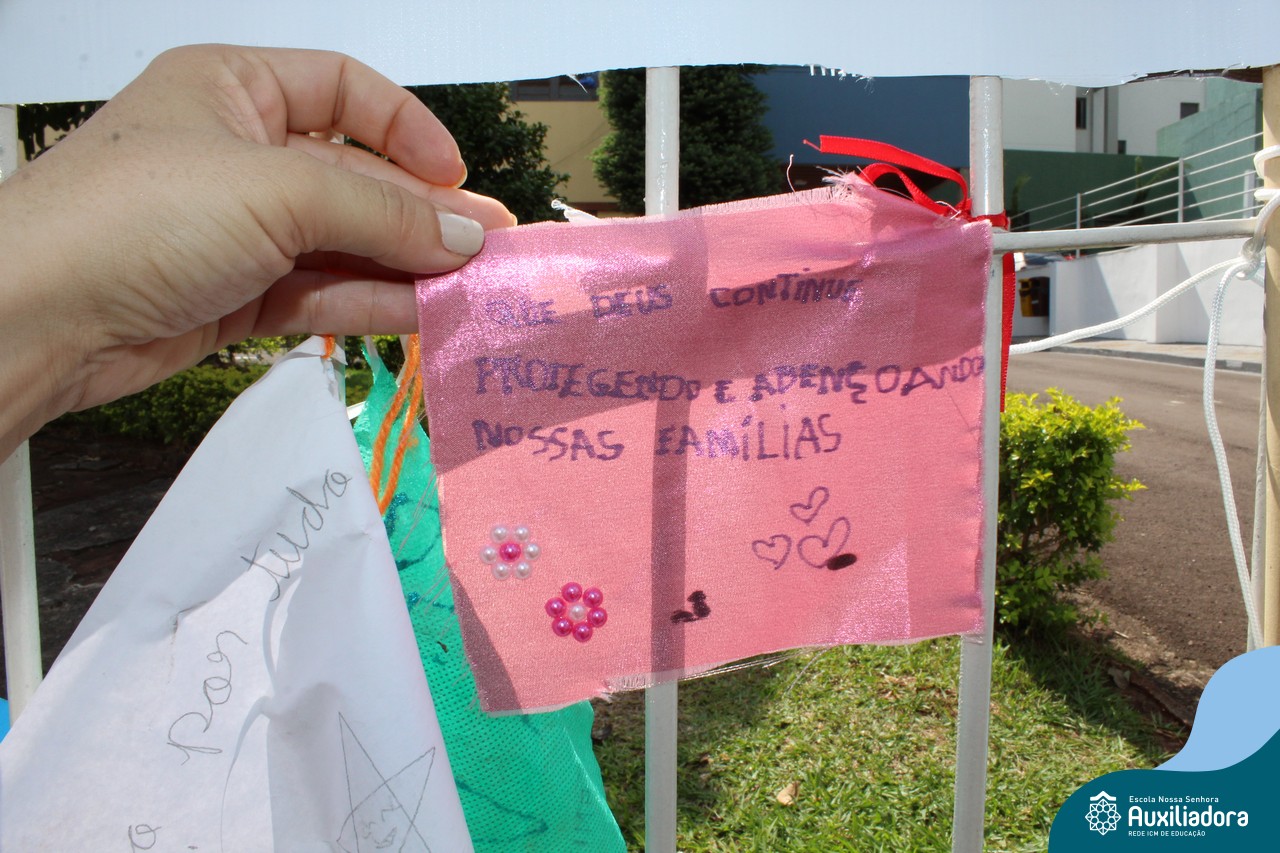 QUE DEUS CONTINUE
PROTEGENDO E ABENÇOANDO
NOSSAS FAMÍLIAS
tudo
por
Escola Nossa Senhora
Auxiliadora
REDE ICM DE EDUCAÇÃO